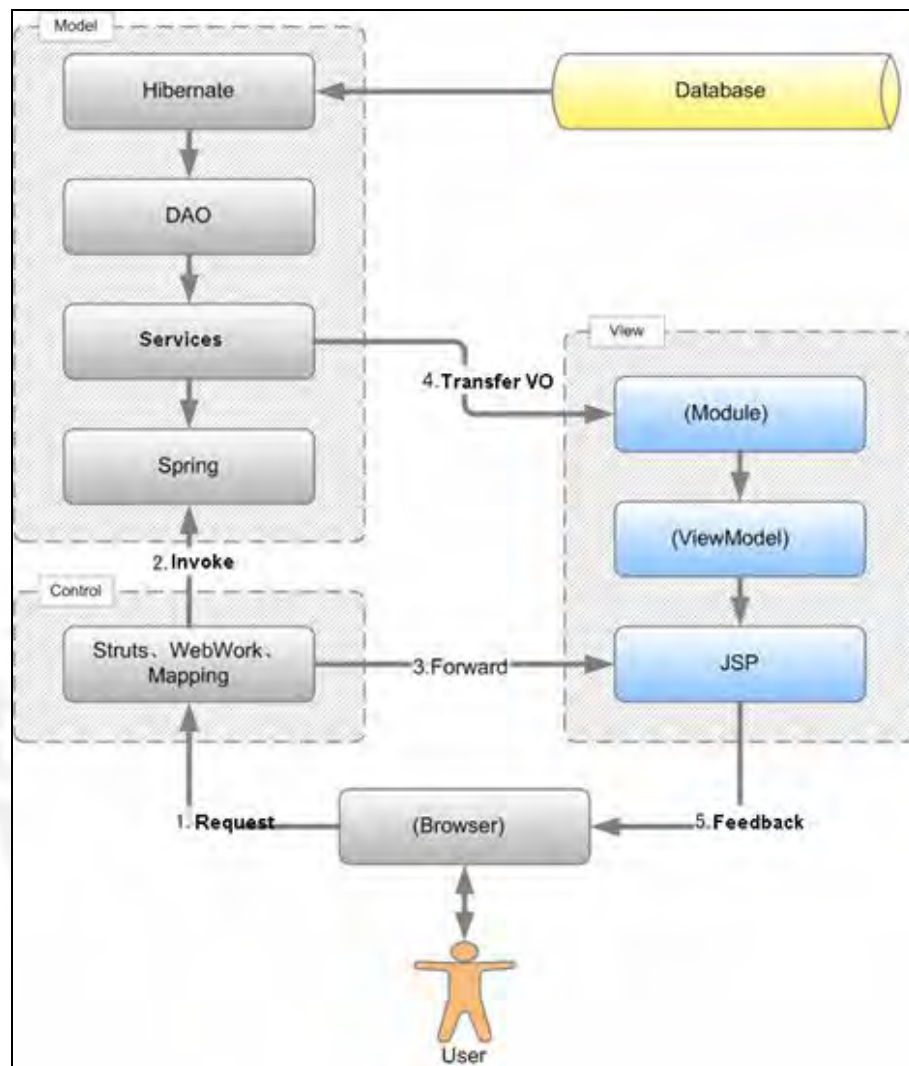 Model
Hibernate
Database
DAO
Services
View
4.Transfer VO
(Module)
Spring
(ViewModel)
2.Invoke
Control
Struts、WebWork、
Mapping
3.Forward
JSP
1.Request
(Browser)
5.Feedback
User